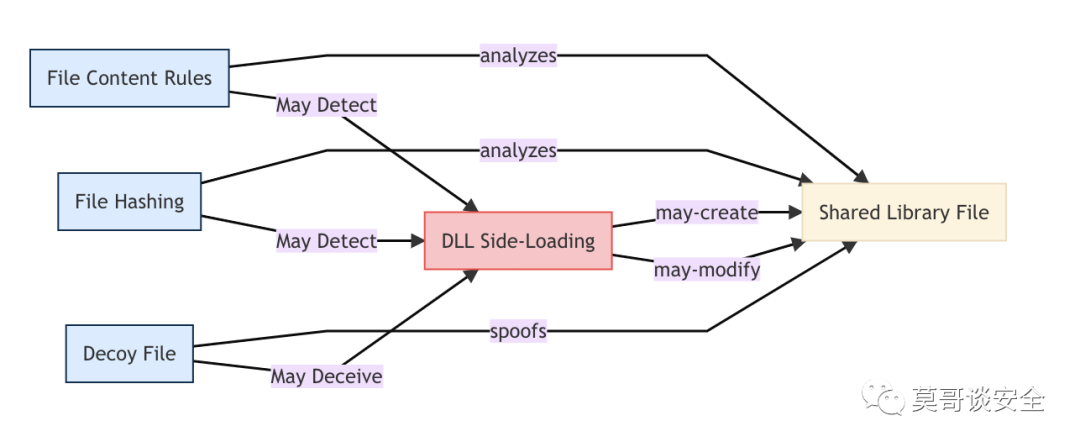 analyzes
File Content Rules
May Detect
analyzes
File Hashing
may-create
Shared Library File
May Detect
DLL Side-Loading
may-modify
spoofs
Decoy File
May Deceive
莫哥谈安全